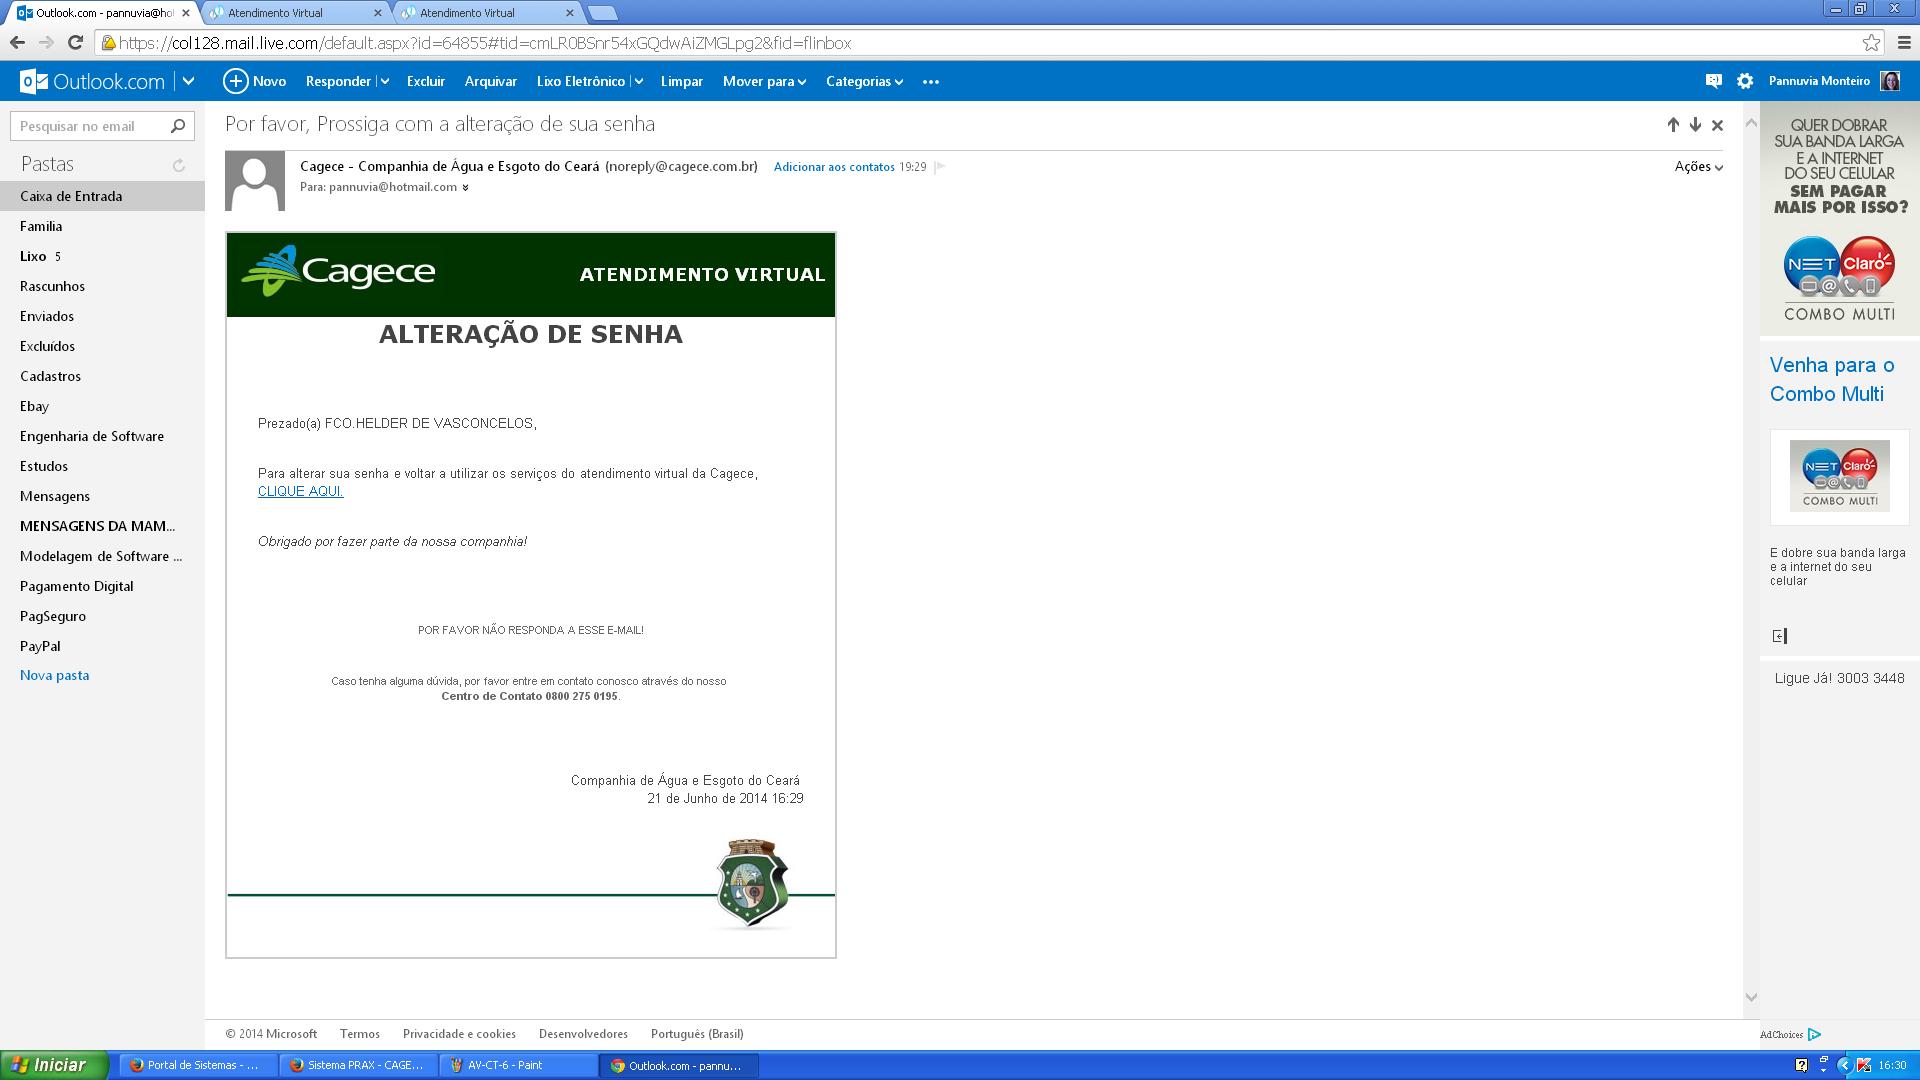 Outlook.com - pannuvia@ho
Atendimento Virtual
Atendimento Virtual
https://col128.mail.live.com/default.aspx?id=64855#tid=cmLR0BSnr54xGQdwAiZMGLpg2&fid=flinbox
Outlook.com
Novo
Responder
Excluir
Arquivar
Lixo Eletrônico
Limpar
Mover para
Categorias
Pannuvia Monteiro
Pesquisar no email
Pastas
Caixa de Entrada
Familia
Lixo 5
Rascunhos
Enviados
Excluídos
Cadastros
Ebay
Engenharia de Software
Estudos
Mensagens
MENSAGENS DA MAM...
Modelagem de Software ...
Pagamento Digital
PagSeguro
PayPal
Nova pasta
Por favor, Prossiga com a alteração de sua senha
Cagece - Companhia de Água e Esgoto do Ceará (noreply@cagece.com.br) Adicionar aos contatos 19:29
Ações
Para: pannuvia@hotmail.com
Cagece
ATENDIMENTO VIRTUAL
ALTERAÇÃO DE SENHA
Prezado(a) FCO.HELDER DE VASCONCELOS,
Para alterar sua senha e voltar a utilizar os serviços do atendimento virtual da Cagece,
CLIQUE AQUI.
Obrigado por fazer parte da nossa companhia!
POR FAVOR NÃO RESPONDA A ESSE E-MAIL!
Caso tenha alguma dúvida, por favor entre em contato conosco através do nosso
Centro de Contato 0800 275 0195.
Companhia de Água e Esgoto do Ceará
21 de Junho de 2014 16:29
QUER DOBRAR
SUA BANDA LARGA
E A INTERNET
DO SEU CELULAR
SEM PAGAR
MAIS POR ISSO?
NET Claro
COMBO MULTI
Venha para o
Combo Multi
NET Claro
COMBO MULTI
E dobre sua banda larga
e a internet do seu
celular
Ligue Já! 3003 3448
AdChoices
© 2014 Microsoft
Termos
Privacidade e cookies
Desenvolvedores
Português (Brasil)
Iniciar
Portal de Sistemas - ...
Sistema PRAX - CAGE...
AV-CT-6 - Paint
Outlook.com - pannu...
16:30